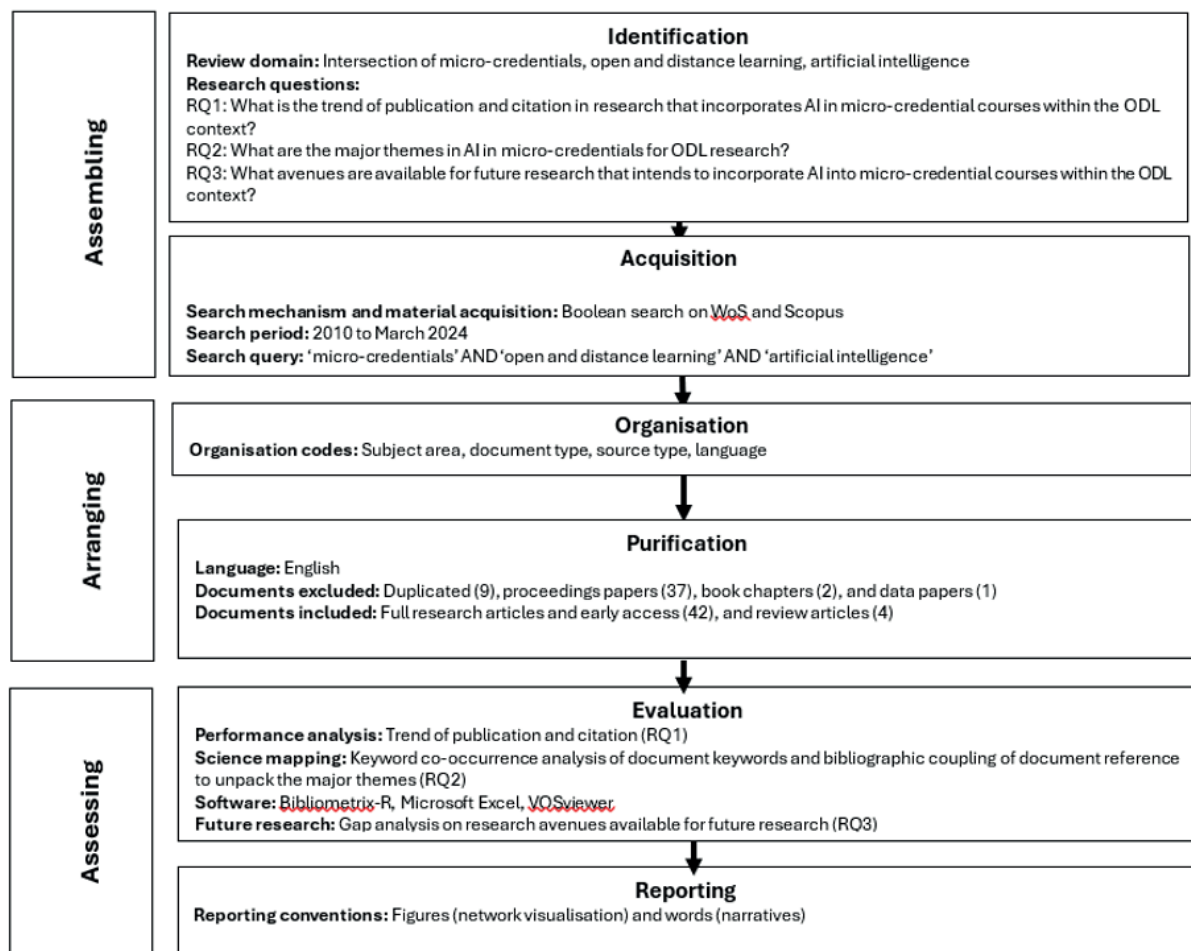 Assembling
Identification
Review domain: Intersection of micro-credentials, open and distance learning, artificial intelligence
Research questions:
RQ1: What is the trend of publication and citation in research that incorporates AI in micro-credential courses within the ODL
context?
RQ2: What are the major themes in AI in micro-credentials for ODL research?
RQ3: What avenues are available for future research that intends to incorporate AI into micro-credential courses within the ODL
context?
Acquisition
Search mechanism and material acquisition: Boolean search on WoS and Scopus
Search period: 2010 to March 2024
Search query: ‘micro-credentials’ AND ‘open and distance learning’ AND ‘artificial intelligence’
Arranging
Organisation
Organisation codes: Subject area, document type, source type, language
Purification
Language: English
Documents excluded: Duplicated (9), proceedings papers (37), book chapters (2), and data papers (1)
Documents included: Full research articles and early access (42), and review articles (4)
Assessing
Evaluation
Performance analysis: Trend of publication and citation (RQ1)
Science mapping: Keyword co-occurrence analysis of document keywords and bibliographic coupling of document reference
to unpack the major themes (RQ2)
Software: Bibliometrix-R, Microsoft Excel, VOSviewer
Future research: Gap analysis on research avenues available for future research (RQ3)
Reporting
Reporting conventions: Figures (network visualisation) and words (narratives)